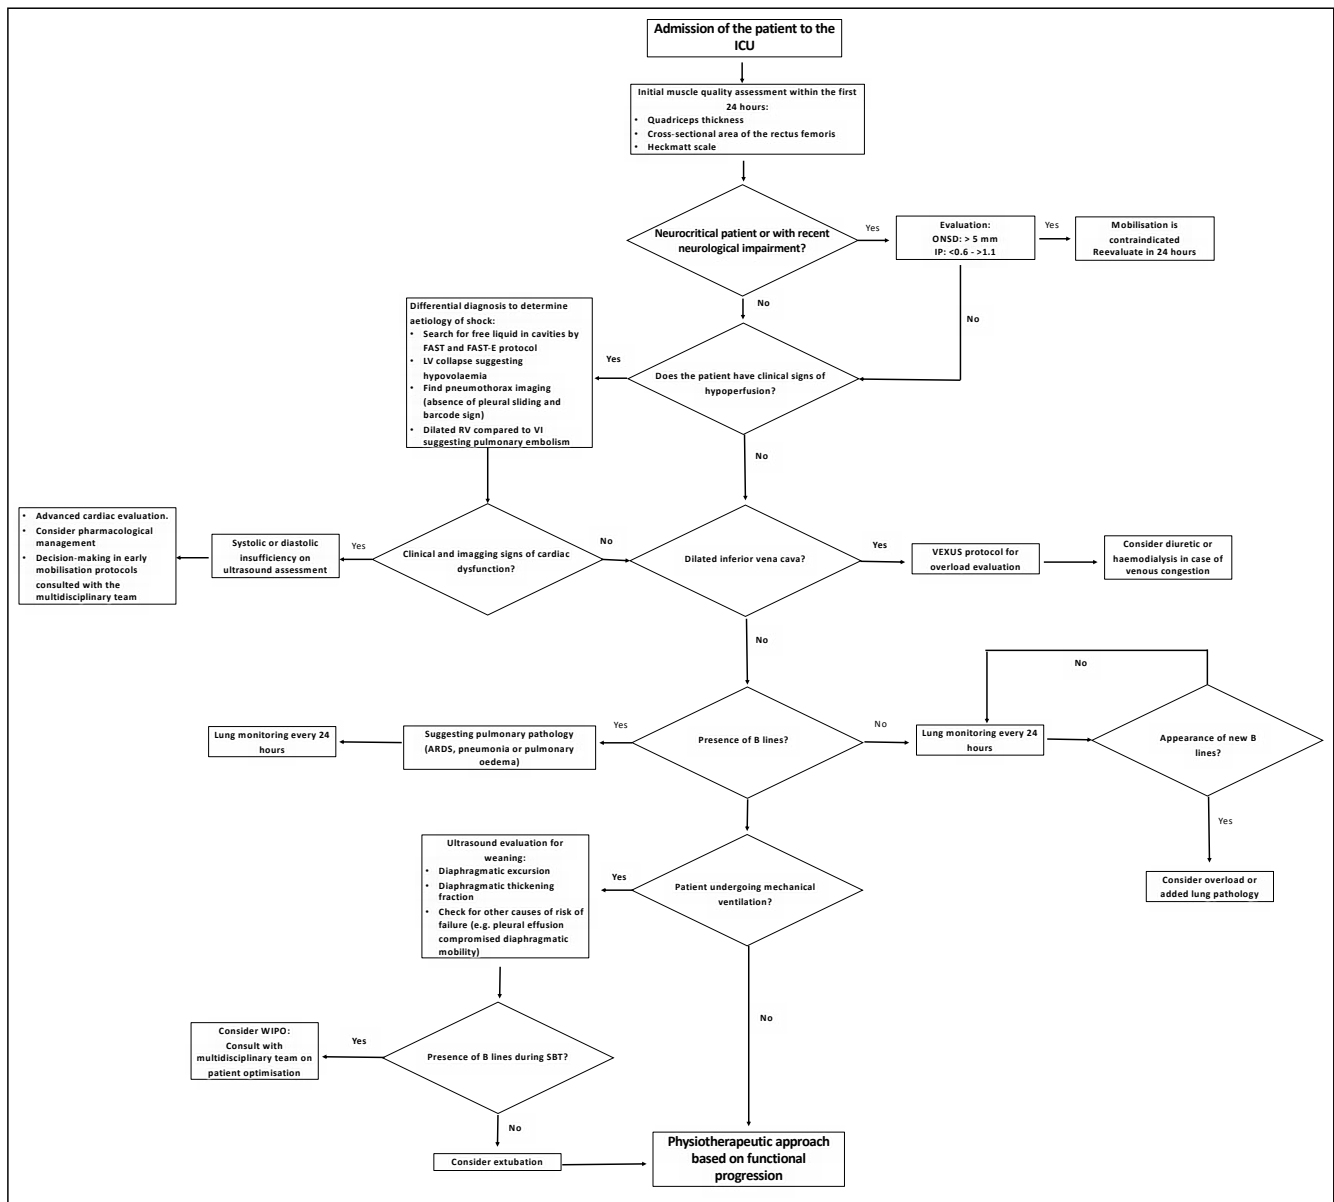 Admission of the patient to the
ICU
Initial muscle quality assessment within the first
24 hours:
• Quadriceps thickness
• Cross-sectional area of the rectus femoris
• Heckmatt scale
Neurocritical patient or with recent
neurological impairment?
Yes
Evaluation:
ONSD: > 5 mm
IP: <0.6 - >1.1
Yes
Mobilisation is
contraindicated
Reevaluate in 24 hours
No
No
Differential diagnosis to determine
aetiology of shock:
• Search for free liquid in cavities by
FAST and FAST-E protocol
• LV collapse suggesting
hypovolaemia
• Find pneumothorax imaging
(absence of pleural sliding and
barcode sign)
• Dilated RV compared to VI
suggesting pulmonary embolism
Yes
Does the patient have clinical signs of
hypoperfusion?
No
• Advanced cardiac evaluation.
• Consider pharmacological
management
• Decision-making in early
mobilisation protocols
consulted with the
multidisciplinary team
Systolic or diastolic
insufficiency on
ultrasound assessment
Yes
Clinical and imagging signs of cardiac
dysfunction?
No
Dilated inferior vena cava?
Yes
VEXUS protocol for
overload evaluation
Consider diuretic or
haemodialysis in case of
venous congestion
No
No
Lung monitoring every 24
hours
Suggesting pulmonary pathology
(ARDS, pneumonia or pulmonary
oedema)
Yes
Presence of B lines?
No
Lung monitoring every 24
hours
Appearance of new B
lines?
Yes
Consider overload or
added lung pathology
Ultrasound evaluation for
weaning:
• Diaphragmatic excursion
• Diaphragmatic thickening
fraction
• Check for other causes of risk of
failure (e.g. pleural effusion
compromised diaphragmatic
mobility)
Yes
Patient undergoing mechanical
ventilation?
No
Consider WIPO:
Consult with
multidisciplinary team on
patient optimisation
Yes
Presence of B lines during SBT?
No
Consider extubation
Physiotherapeutic approach
based on functional
progression